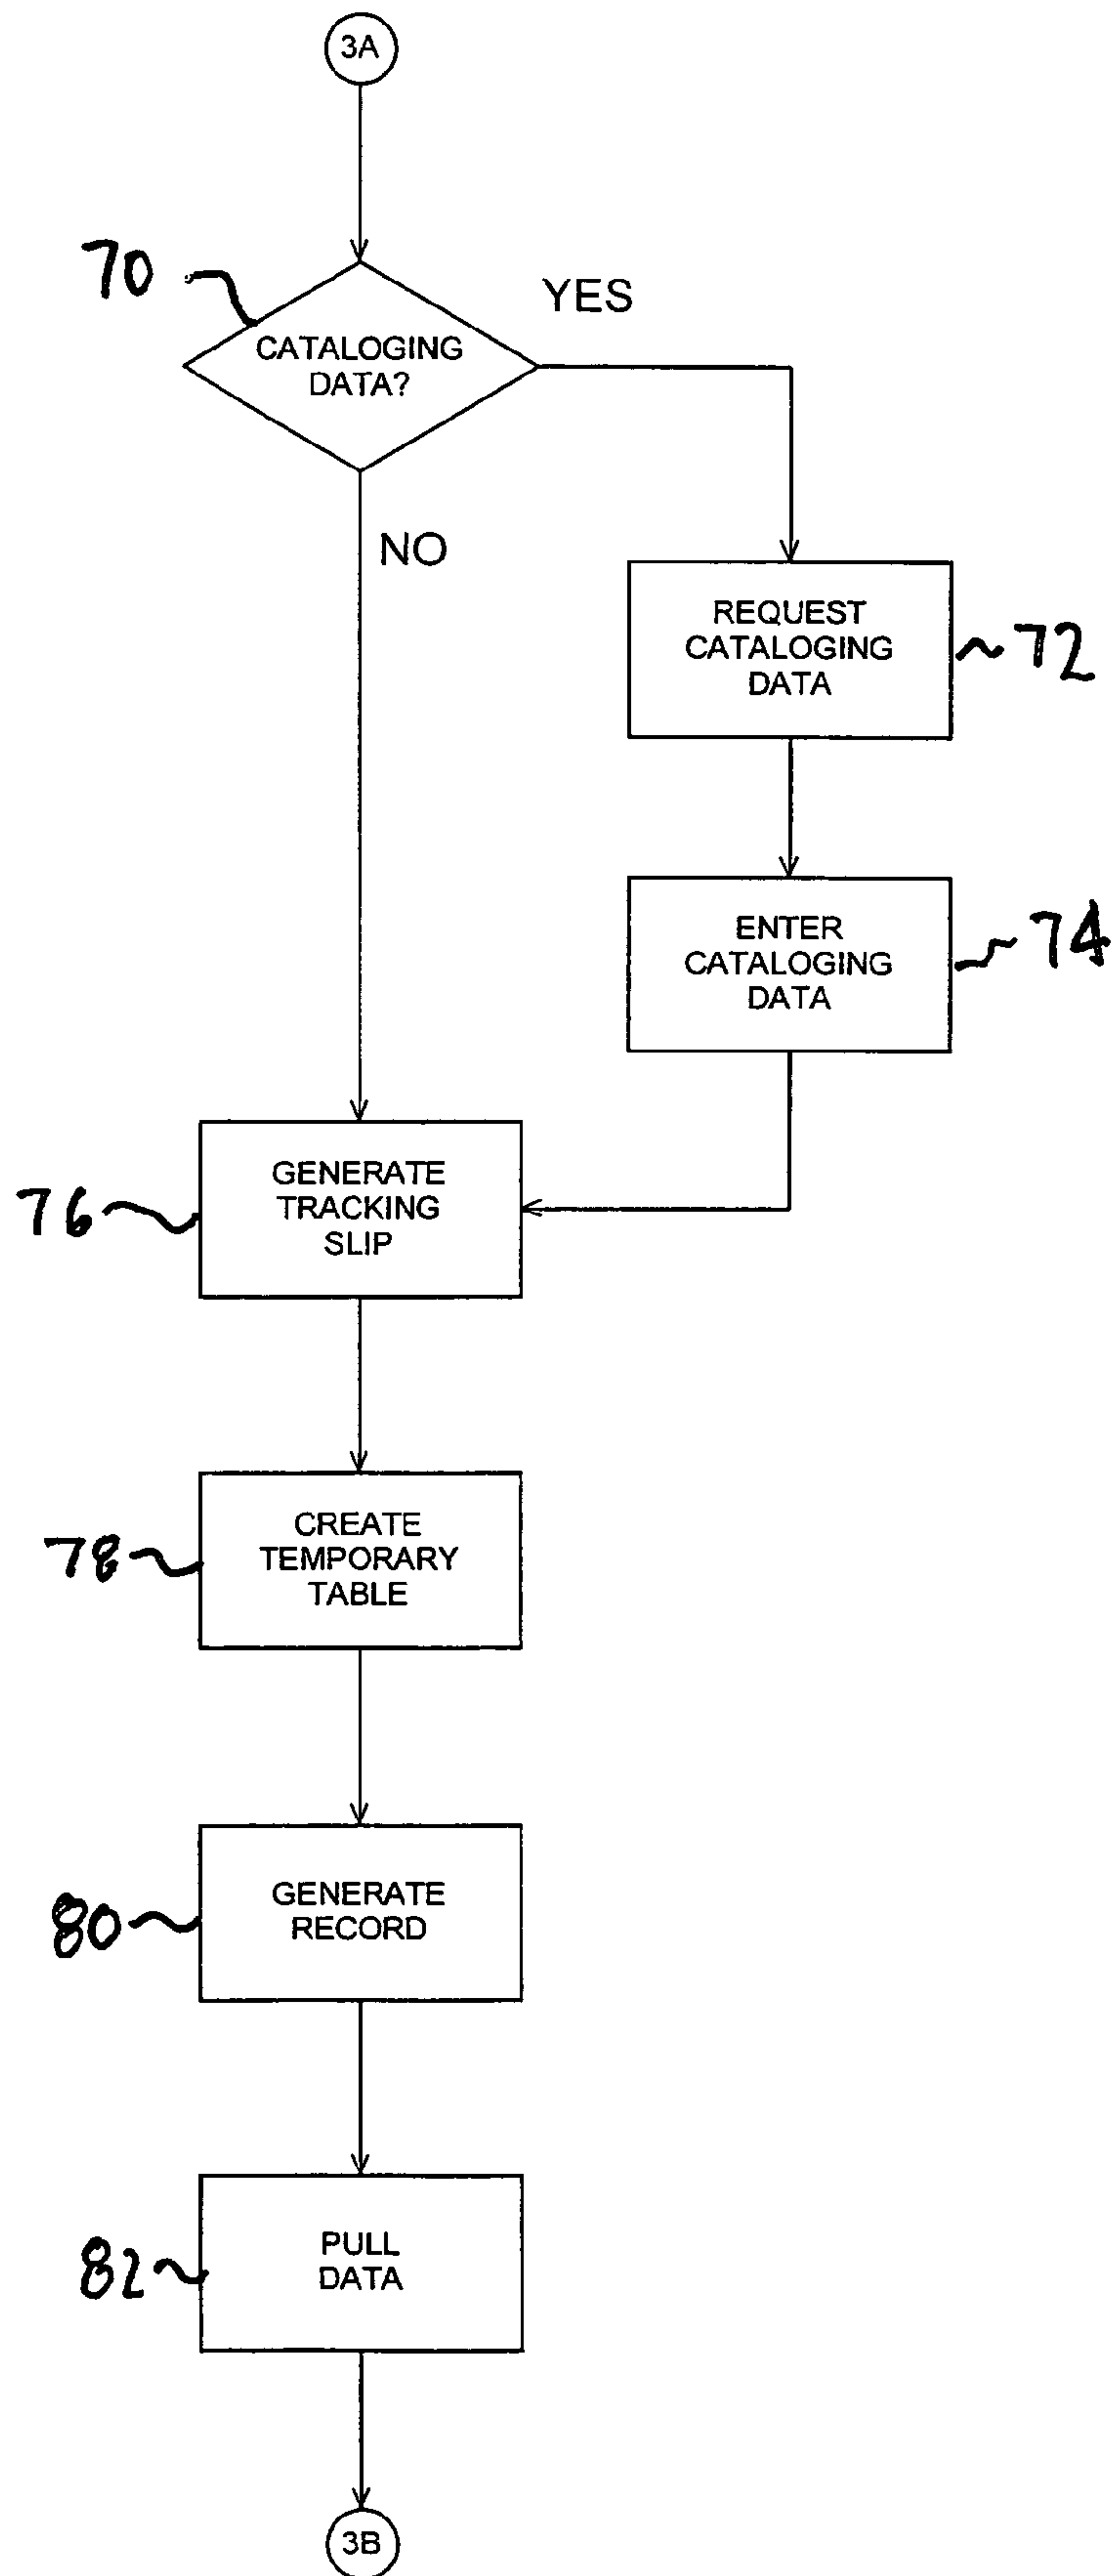 3A
70
CATALOGING
DATA?
YES
NO
REQUEST
CATALOGING
DATA
72
ENTER
CATALOGING
DATA
74
GENERATE
TRACKING
SLIP
76
CREATE
TEMPORARY
TABLE
78
GENERATE
RECORD
80
PULL
DATA
82
3B